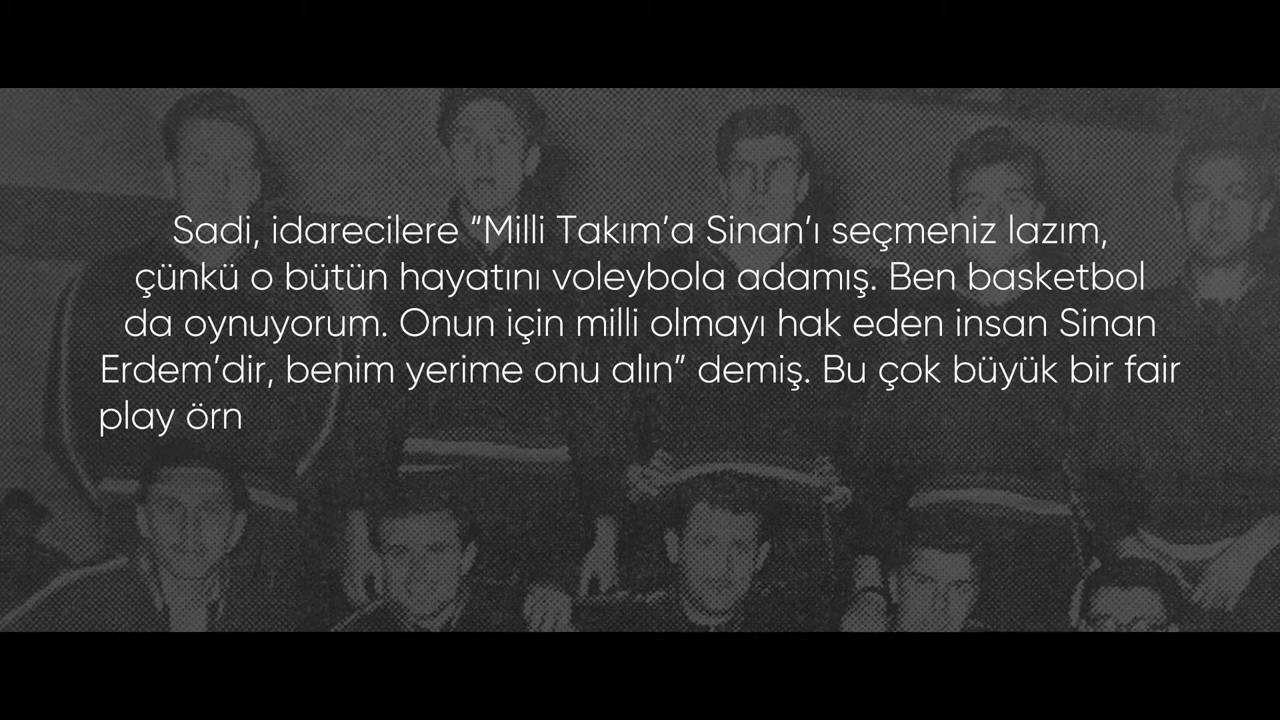 Sadi, idarecilere “Milli Takım’a Sinan’ı seçmeniz lazım,
çünkü o bütün hayatını voleybola adamış. Ben basketbol
da oynuyorum. Onun için milli olmayı hak eden insan Sinan
Erdem’dir, benim yerime onu alın” demiş. Bu çok büyük bir fair
play örn